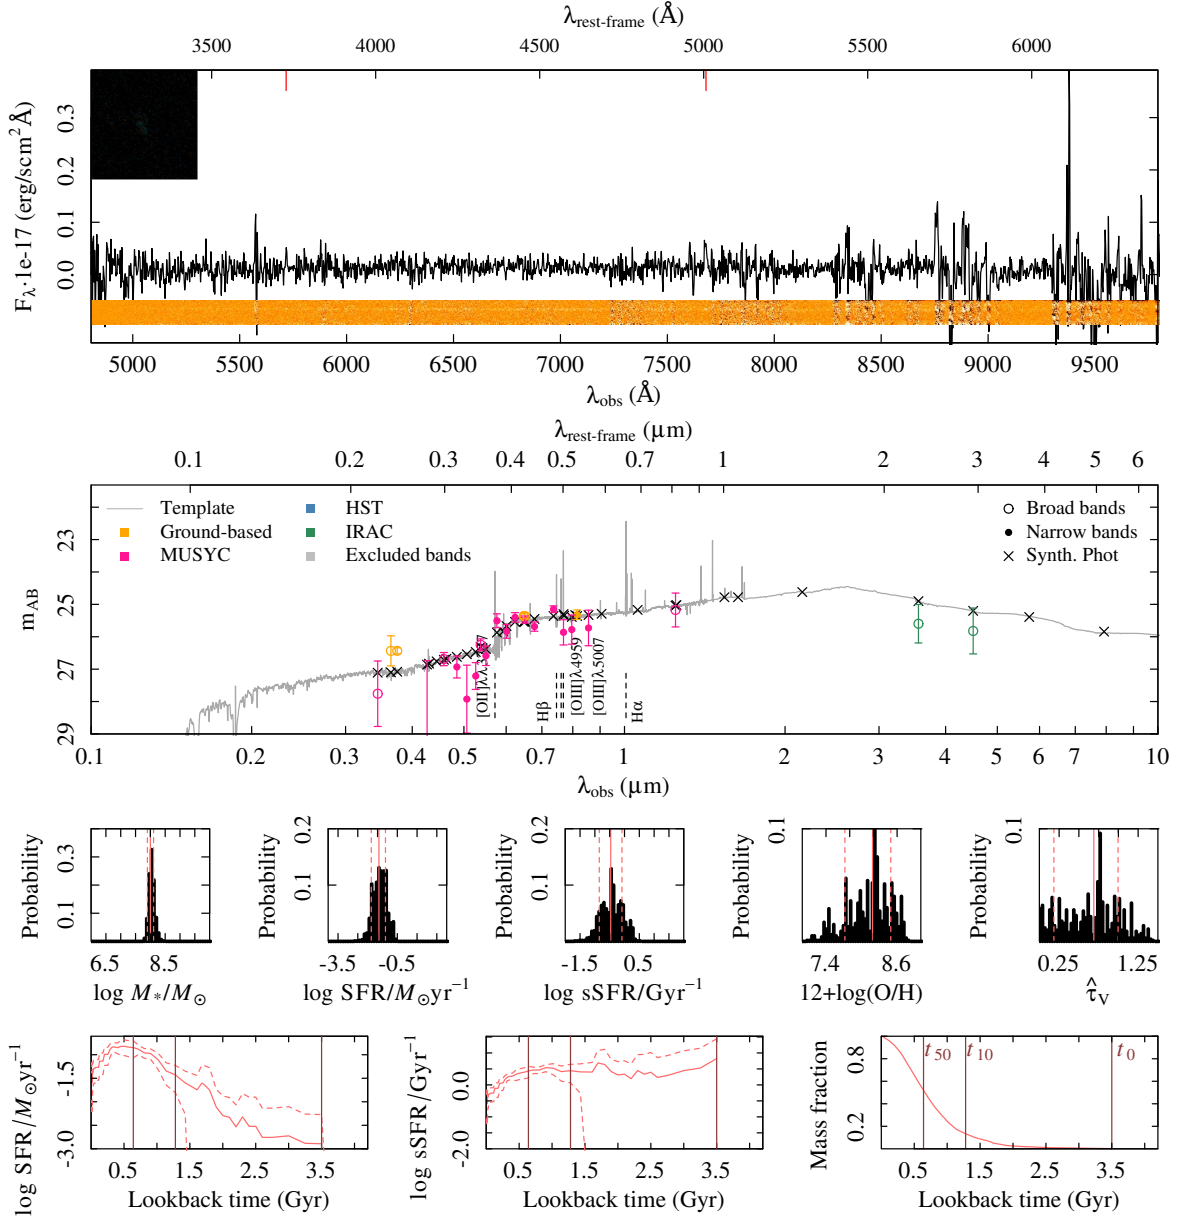 λrest-frame (Å)
3500 4000 4500 5000 5500 6000
Fλ·1e-17 (erg/scm² Å)
0.0 0.1 0.2 0.3
5000 5500 6000 6500 7000 7500 8000 8500 9000 9500
λobs (Å)
λrest-frame (μm)
0.1 0.2 0.3 0.4 0.5 0.7 1 2 3 4 5 6
mAB
23
25
27
29
Template
Ground-based
MUSYC
HST
IRAC
Excluded bands
Broad bands
Narrow bands
Synth. Phot
Hβ
[OIII]λ4959
[OIII]λ5007
Hα
0.1 0.2 0.3 0.4 0.5 0.7 1 2 3 4 5 6 7 8 10
λobs (μm)
Probability
0.1 0.3
6.5 8.5
log M*/M⊙
Probability
0.1 0.2
-3.5 -0.5
log SFR/M⊙yr⁻¹
Probability
0.1 0.2
-1.5 0.5
log sSFR/Gyr⁻¹
Probability
0.1
7.4 8.6
12+log(O/H)
Probability
0.1
0.25 1.25
τ̂V
log SFR/M⊙yr⁻¹
-3.0 -1.5
0.5 1.5 2.5 3.5
Lookback time (Gyr)
log sSFR/Gyr⁻¹
-2.0 0.0
0.5 1.5 2.5 3.5
Lookback time (Gyr)
Mass fraction
0.2 0.8
t50 t10 t0
0.5 1.5 2.5 3.5
Lookback time (Gyr)